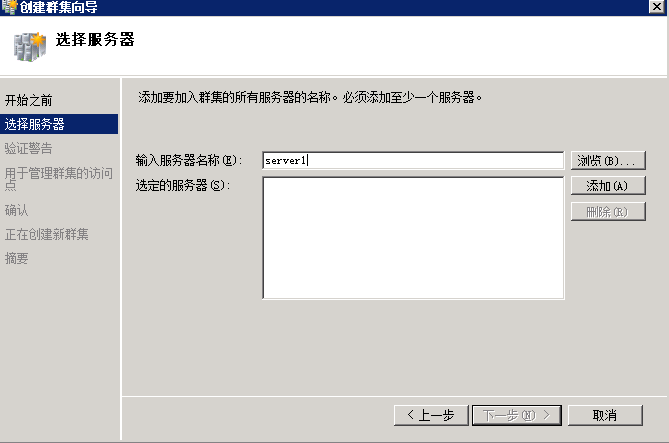 创建群集向导
选择服务器
开始之前
选择服务器
验证警告
用于管理群集的访问
点
确认
正在创建新群集
摘要
添加要加入群集的所有服务器的名称。必须添加至少一个服务器。
输入服务器名称(E):
server1
浏览(B)...
选定的服务器(S):
添加(A)
删除(R)
< 上一步
下一步(N) >
取消